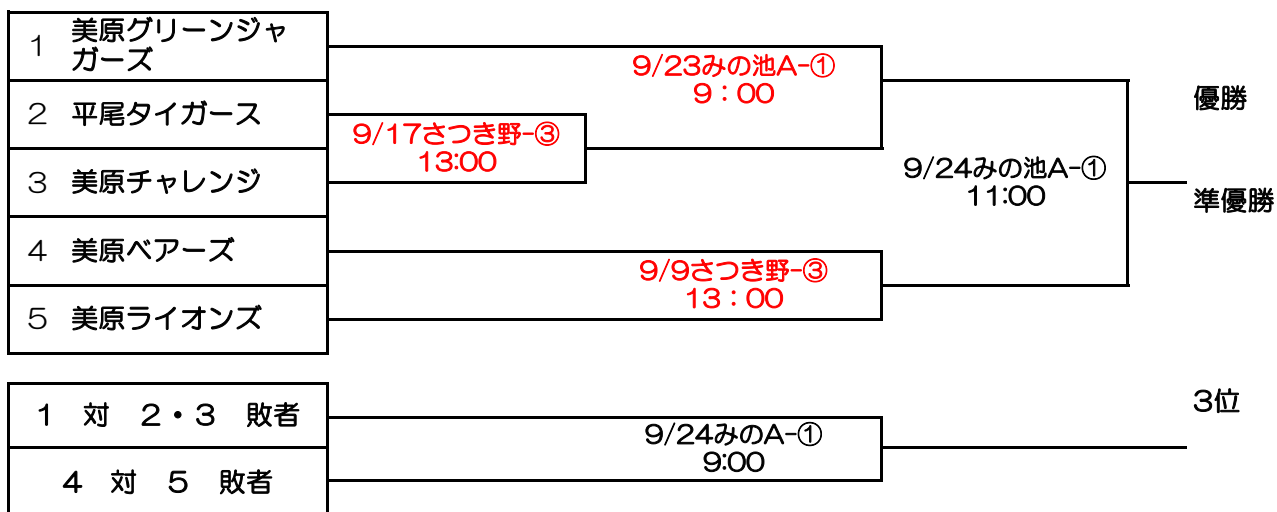 １ 美原グリーンジャ
ガーズ
２ 平尾タイガース
３ 美原チャレンジ
４ 美原ベアーズ
５ 美原ライオンズ
9/17さつき野-③
13:00
9/23みの池A-①
9：00
9/9さつき野-③
13：00
9/24みの池A-①
11:00
優勝
準優勝
１ 対 ２・３ 敗者
４ 対 ５ 敗者
9/24みのA-①
9:00
3位